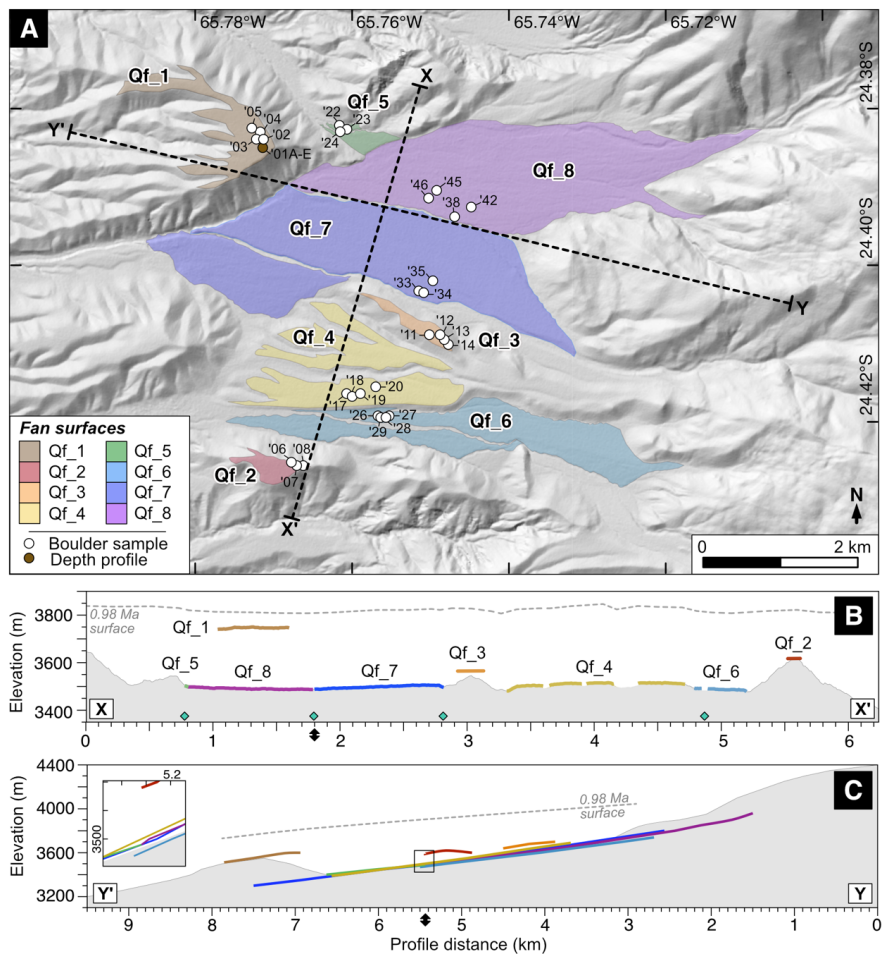 A
65.78°W
65.76°W
65.74°W
65.72°W
24.38°S
24.40°S
24.42°S
Qf_1
'05
'04
'02
'03
'01A-E
Y'
'22
Qf_5
'23
'24
X
Qf_8
'46
'45
'42
'38
Qf_7
'35
'33
'34
Y
'12
'13
'11
'14
Qf_3
Qf_4
'18
'20
'17
'19
'26
'27
'29
'28
Qf_6
'06
'08
'07
Qf_2
X'
Fan surfaces
Qf_1 Qf_5
Qf_2 Qf_6
Qf_3 Qf_7
Qf_4 Qf_8
Boulder sample
Depth profile
N
0 2 km
B
Elevation (m)
3800
3600
3400
0.98 Ma
surface
Qf_1
Qf_5
Qf_8
Qf_7
Qf_3
Qf_4
Qf_6
Qf_2
X
X'
0 1 2 3 4 5 6
C
Elevation (m)
4400
4000
3600
3200
5.2
3500
0.98 Ma
surface
Y'
Y
9 8 7 6 5 4 3 2 1 0
Profile distance (km)